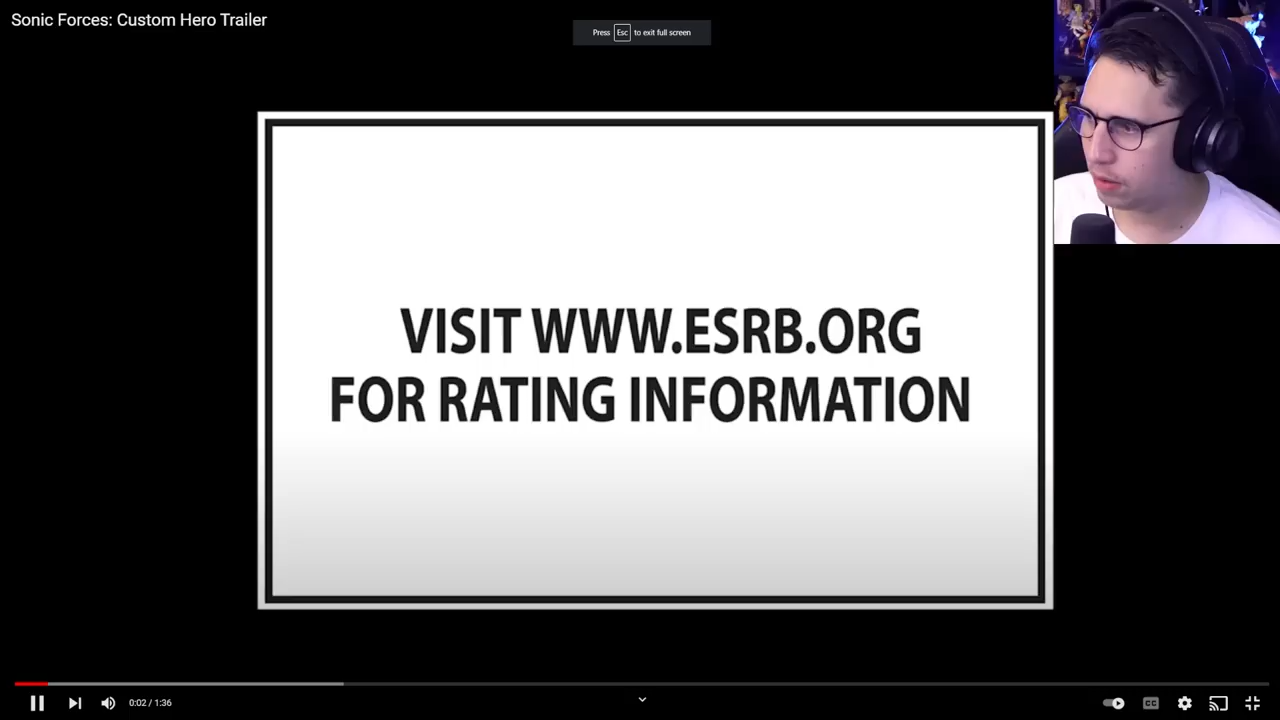 Sonic Forces: Custom Hero Trailer
Press Esc to exit full screen
VISIT WWW.ESRB.ORG
FOR RATING INFORMATION
0:02 / 1:36
CC